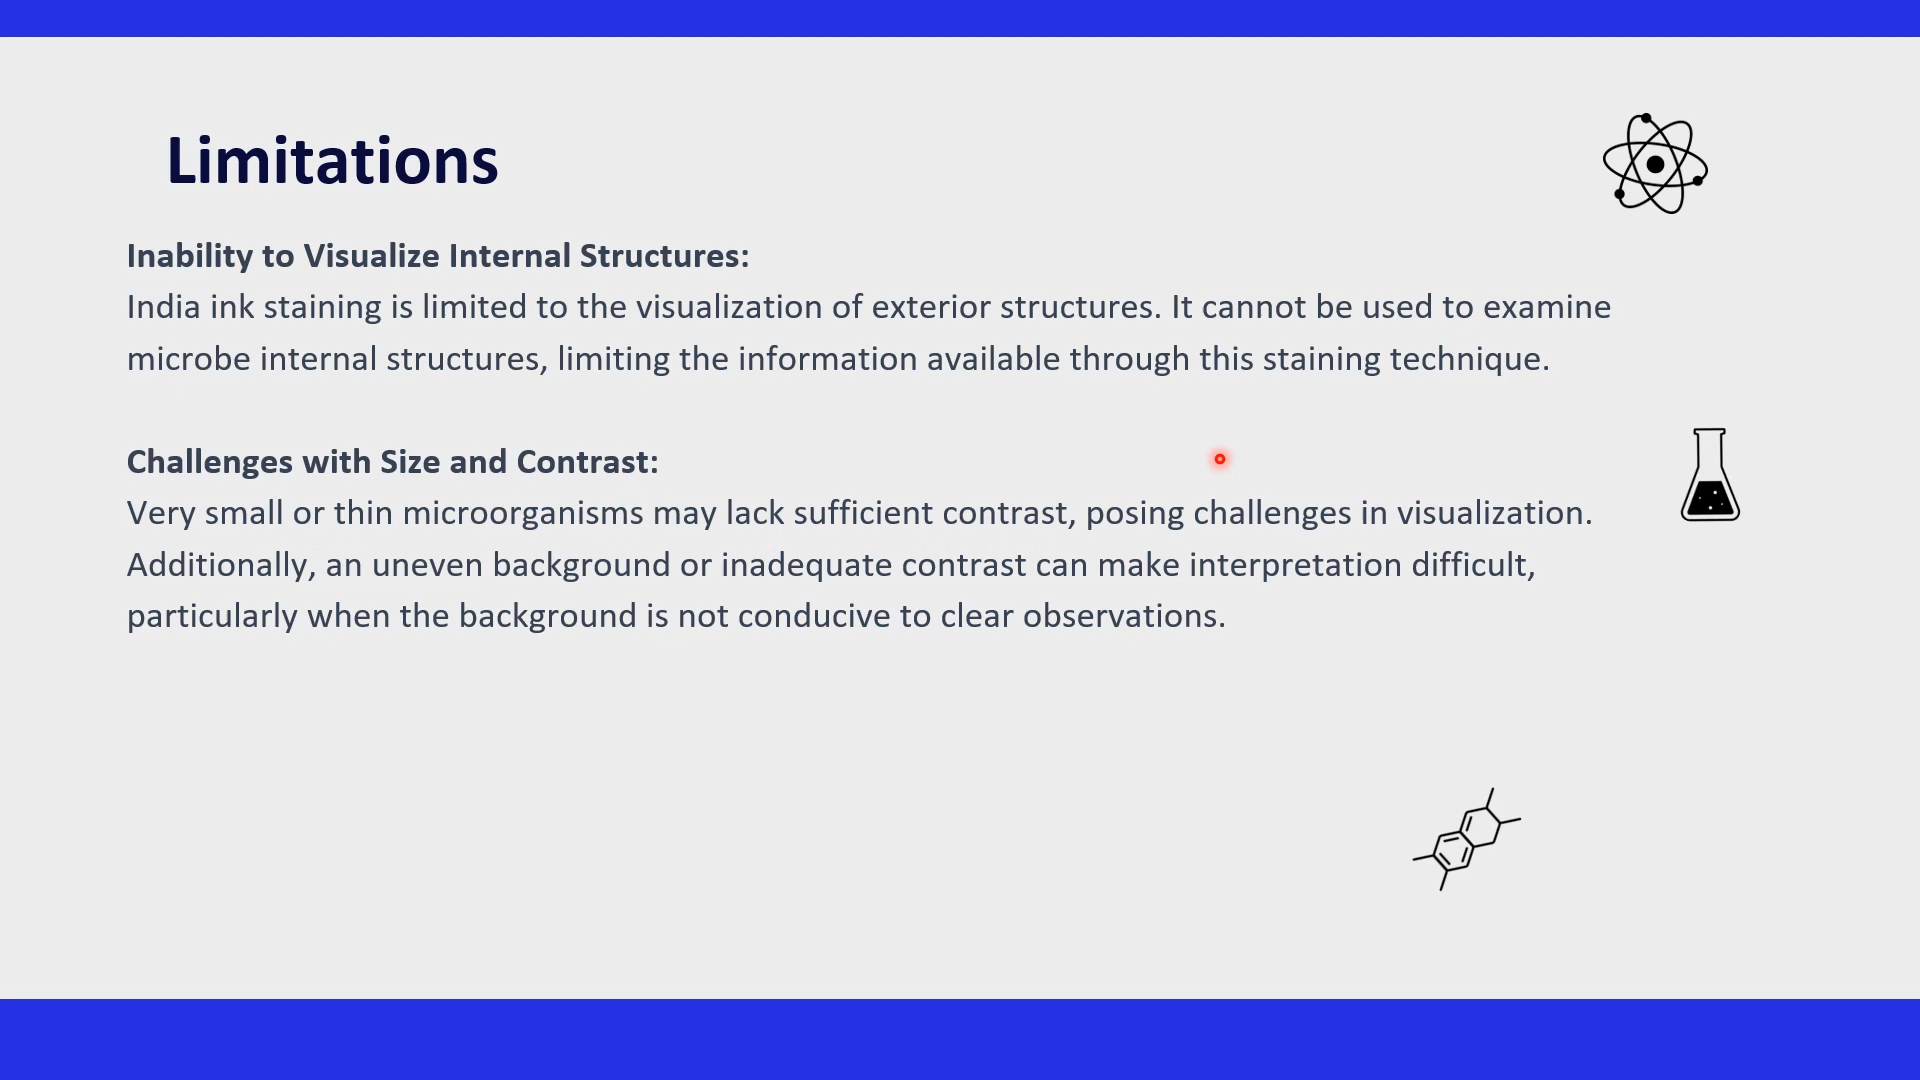 Limitations
Inability to Visualize Internal Structures:
India ink staining is limited to the visualization of exterior structures. It cannot be used to examine
microbe internal structures, limiting the information available through this staining technique.
Challenges with Size and Contrast:
Very small or thin microorganisms may lack sufficient contrast, posing challenges in visualization.
Additionally, an uneven background or inadequate contrast can make interpretation difficult,
particularly when the background is not conducive to clear observations.